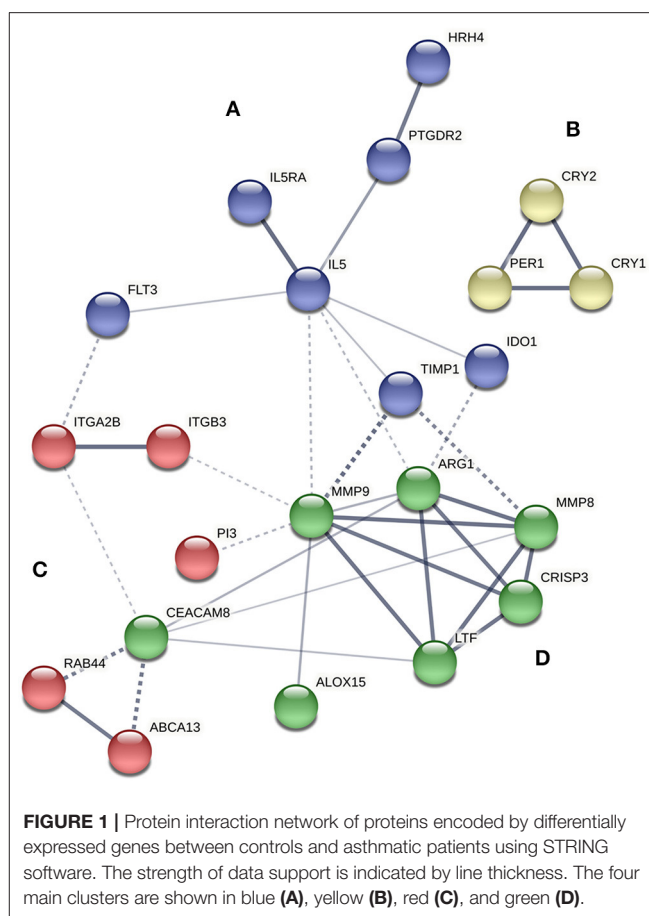 HRH4
A
PTGDR2
B
CRY2
IL5RA
PER1
CRY1
IL5
FLT3
IDO1
TIMP1
ITGA2B
ITGB3
ARG1
MMP9
MMP8
PI3
C
CRISP3
CEACAM8
LTF
D
RAB44
ALOX15
ABCA13
FIGURE 1 | Protein interaction network of proteins encoded by differentially
expressed genes between controls and asthmatic patients using STRING
software. The strength of data support is indicated by line thickness. The four
main clusters are shown in blue (A), yellow (B), red (C), and green (D).